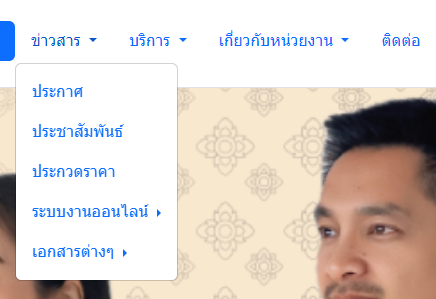 ข่าวสาร บริการ เกี่ยวกับหน่วยงาน ติดต่อ
ประกาศ
ประชาสัมพันธ์
ประกวดราคา
ระบบงานออนไลน์
เอกสารต่างๆ